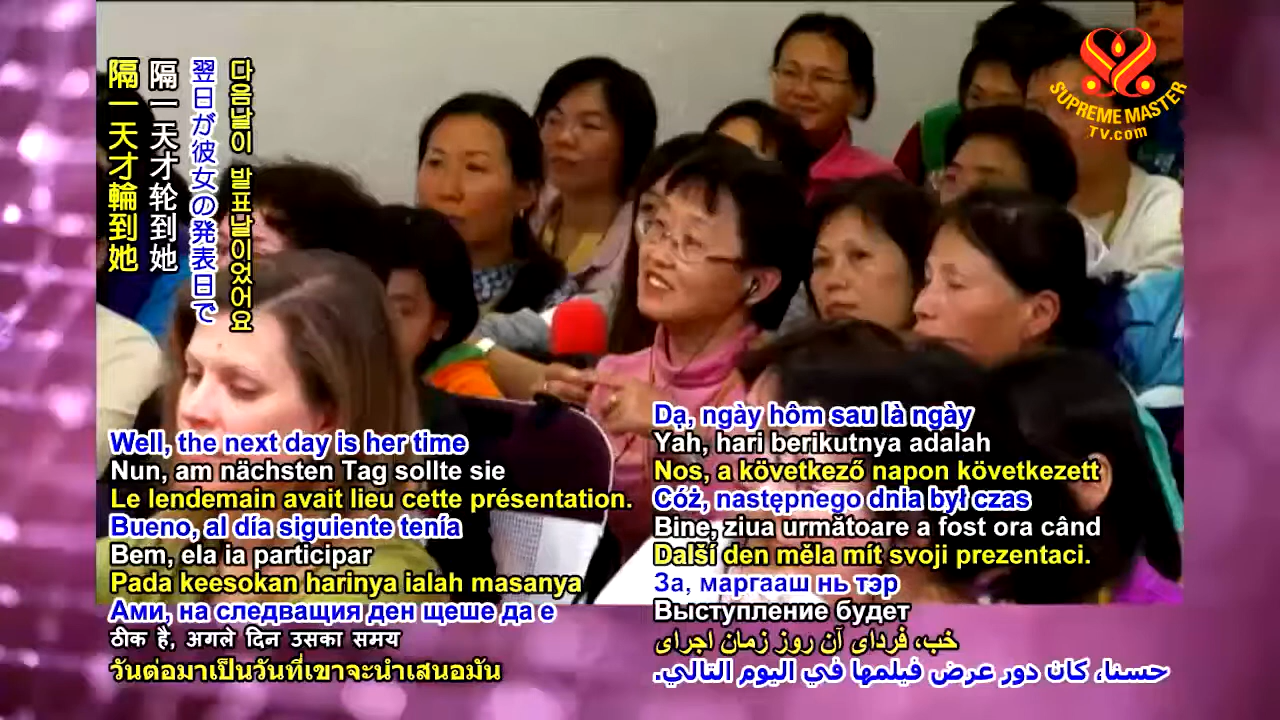 隔一天才輪到她
隔一天才轮到她
翌日が彼女の発表日で
다음날이 발표날이었어요
SUPREME MASTER
TV.com
Well, the next day is her time
Nun, am nächsten Tag sollte sie
Le lendemain avait lieu cette présentation.
Bueno, al día siguiente tenía
Bem, ela ia participar
Pada keesokan harinya ialah masanya
Ами, на следващия ден щеше да е
ठीक है, अगले दिन उसका समय
วันต่อมาเป็นวันที่เขาจะนำเสนอมัน
Dạ, ngày hôm sau là ngày
Yah, hari berikutnya adalah
Nos, a következő napon következett
Cóż, następnego dnia był czas
Bine, ziua următoare a fost ora când
Další den měla mít svoji prezentaci.
За, маргааш нь тэр
Выступление будет
خب، فردای آن روز زمان اجرای
حسنا، كان دور عرض فيلمها في اليوم التالي.